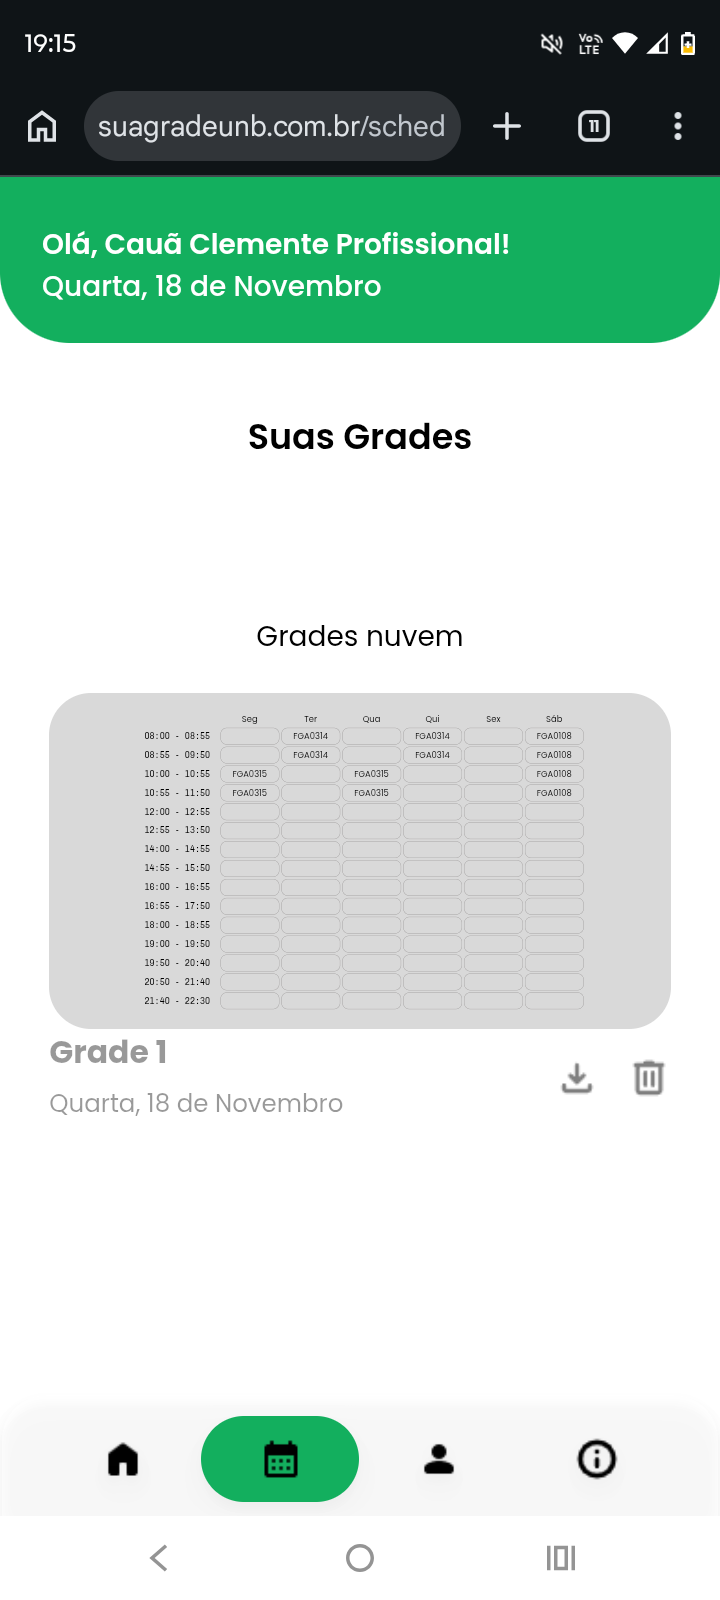 19:15
Vo LTE
suagradeunb.com.br/sched
11
Olá, Cauã Clemente Profissional!
Quarta, 18 de Novembro
Suas Grades
Grades nuvem
Seg Ter Qua Qui Sex Sáb
08:00 - 08:55 FGA0314 FGA0314 FGA0108
08:55 - 09:50 FGA0314 FGA0314 FGA0108
10:00 - 10:55 FGA0315 FGA0315 FGA0108
10:55 - 11:50 FGA0315 FGA0315 FGA0108
12:00 - 12:55
12:55 - 13:50
14:00 - 14:55
14:55 - 15:50
16:00 - 16:55
16:55 - 17:50
18:00 - 18:55
19:00 - 19:50
19:50 - 20:40
20:50 - 21:40
21:40 - 22:30
Grade 1
Quarta, 18 de Novembro